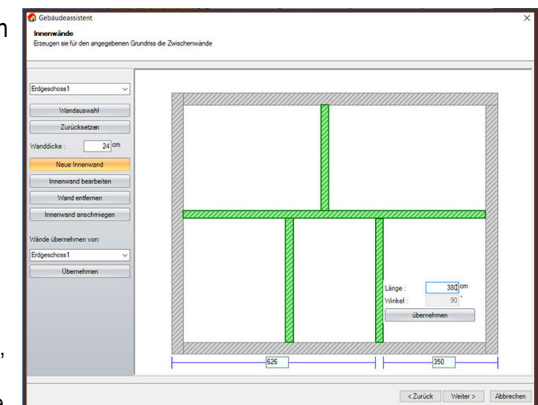 m
Gebäudeassistent
Innenwände
Erzeugen sie für den angegebenen Grundriss die Zwischenwände
Erdgeschoss1
Wandauswahl
Zurücksetzen
Wanddicke : 24 cm
Neue Innenwand
Innenwand bearbeiten
Wand entfernen
Innenwand anschmiegen
Wände übernehmen von:
Erdgeschoss1
Übernehmen
Länge : 380 cm
Winkel : 90 °
übernehmen
626 350
,
e
< Zurück Weiter > Abbrechen